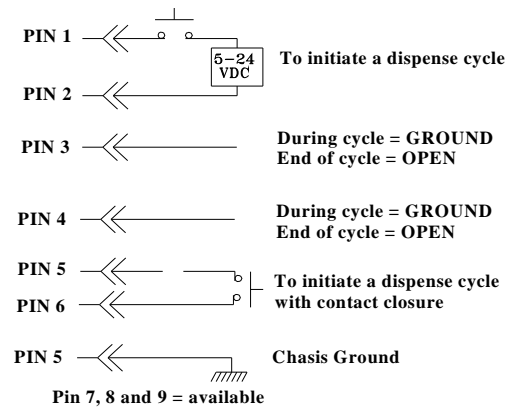 PIN 1
5-24
VDC
To initiate a dispense cycle
PIN 2
PIN 3
During cycle = GROUND
End of cycle = OPEN
PIN 4
During cycle = GROUND
End of cycle = OPEN
PIN 5
To initiate a dispense cycle
with contact closure
PIN 6
PIN 5
Chasis Ground
Pin 7, 8 and 9 = available